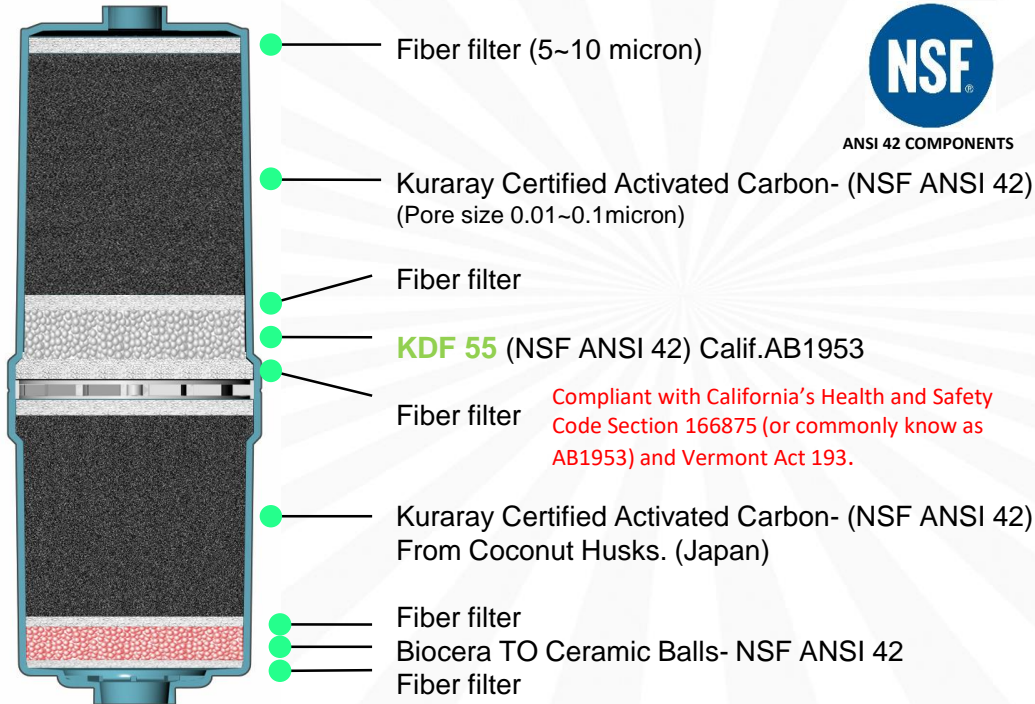 Fiber filter (5~10 micron)
NSF®
ANSI 42 COMPONENTS
Kuraray Certified Activated Carbon- (NSF ANSI 42)
(Pore size 0.01~0.1micron)
Fiber filter
KDF 55 (NSF ANSI 42) Calif.AB1953
Fiber filter
Compliant with California’s Health and Safety
Code Section 166875 (or commonly know as
AB1953) and Vermont Act 193.
Kuraray Certified Activated Carbon- (NSF ANSI 42)
From Coconut Husks. (Japan)
Fiber filter
Biocera TO Ceramic Balls- NSF ANSI 42
Fiber filter